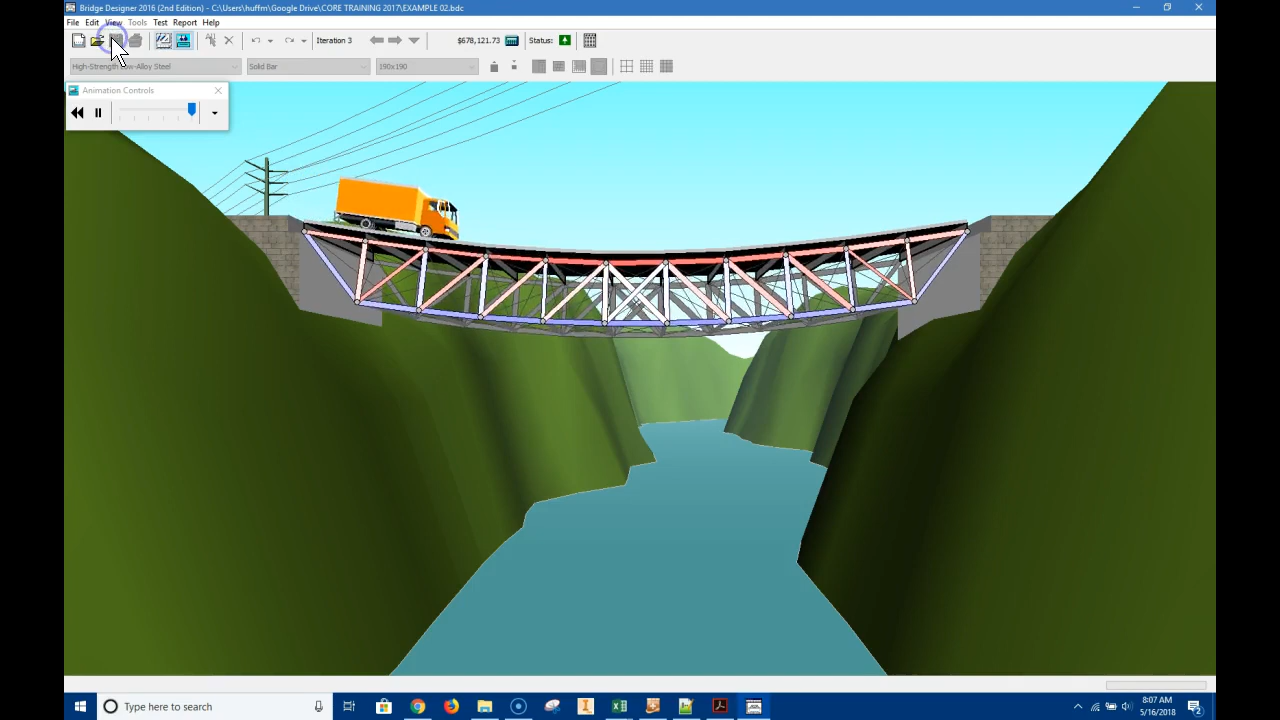 Bridge Designer 2016 (2nd Edition) - C:\Users\huffm\Google Drive\CORE TRAINING 2017\EXAMPLE 02.bdc
File Edit View Tools Test Report Help
Iteration 3 $678,121.73 Status:
High-Strength Low-Alloy Steel Solid Bar 190x190
Animation Controls
Type here to search
8:07 AM
5/16/2018
2